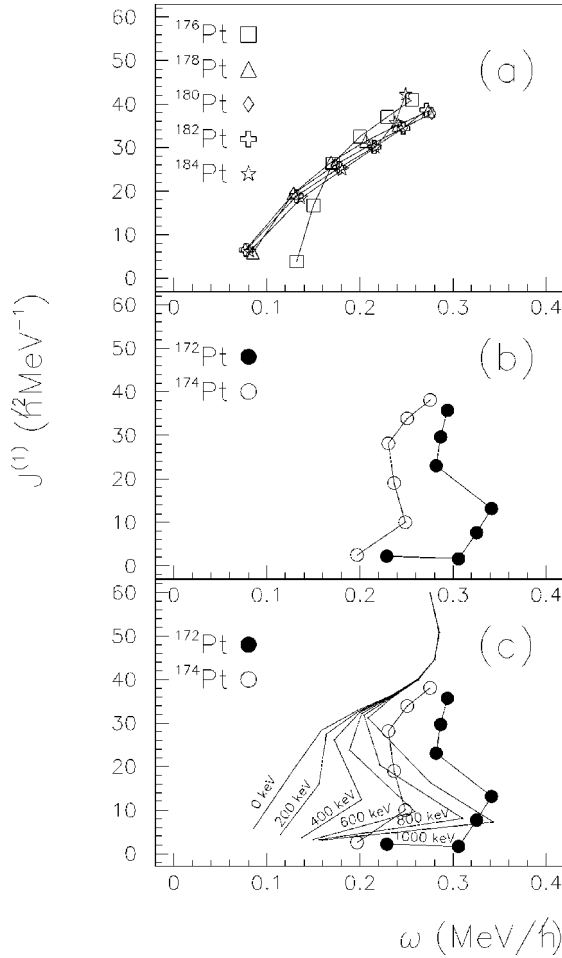 60
50
40
30
20
10
0
¹⁷⁶Pt
¹⁷⁸Pt
¹⁸⁰Pt
¹⁸²Pt
¹⁸⁴Pt
(a)
0 0.1 0.2 0.3 0.4
60
50
40
30
20
10
0
¹⁷²Pt
¹⁷⁴Pt
(b)
0 0.1 0.2 0.3 0.4
60
50
40
30
20
10
0
¹⁷²Pt
¹⁷⁴Pt
(c)
0 keV
200 keV
400 keV
600 keV
800 keV
1000 keV
0 0.1 0.2 0.3 0.4
J⁽¹⁾ (ℏ²MeV⁻¹)
ω (MeV/ℏ)